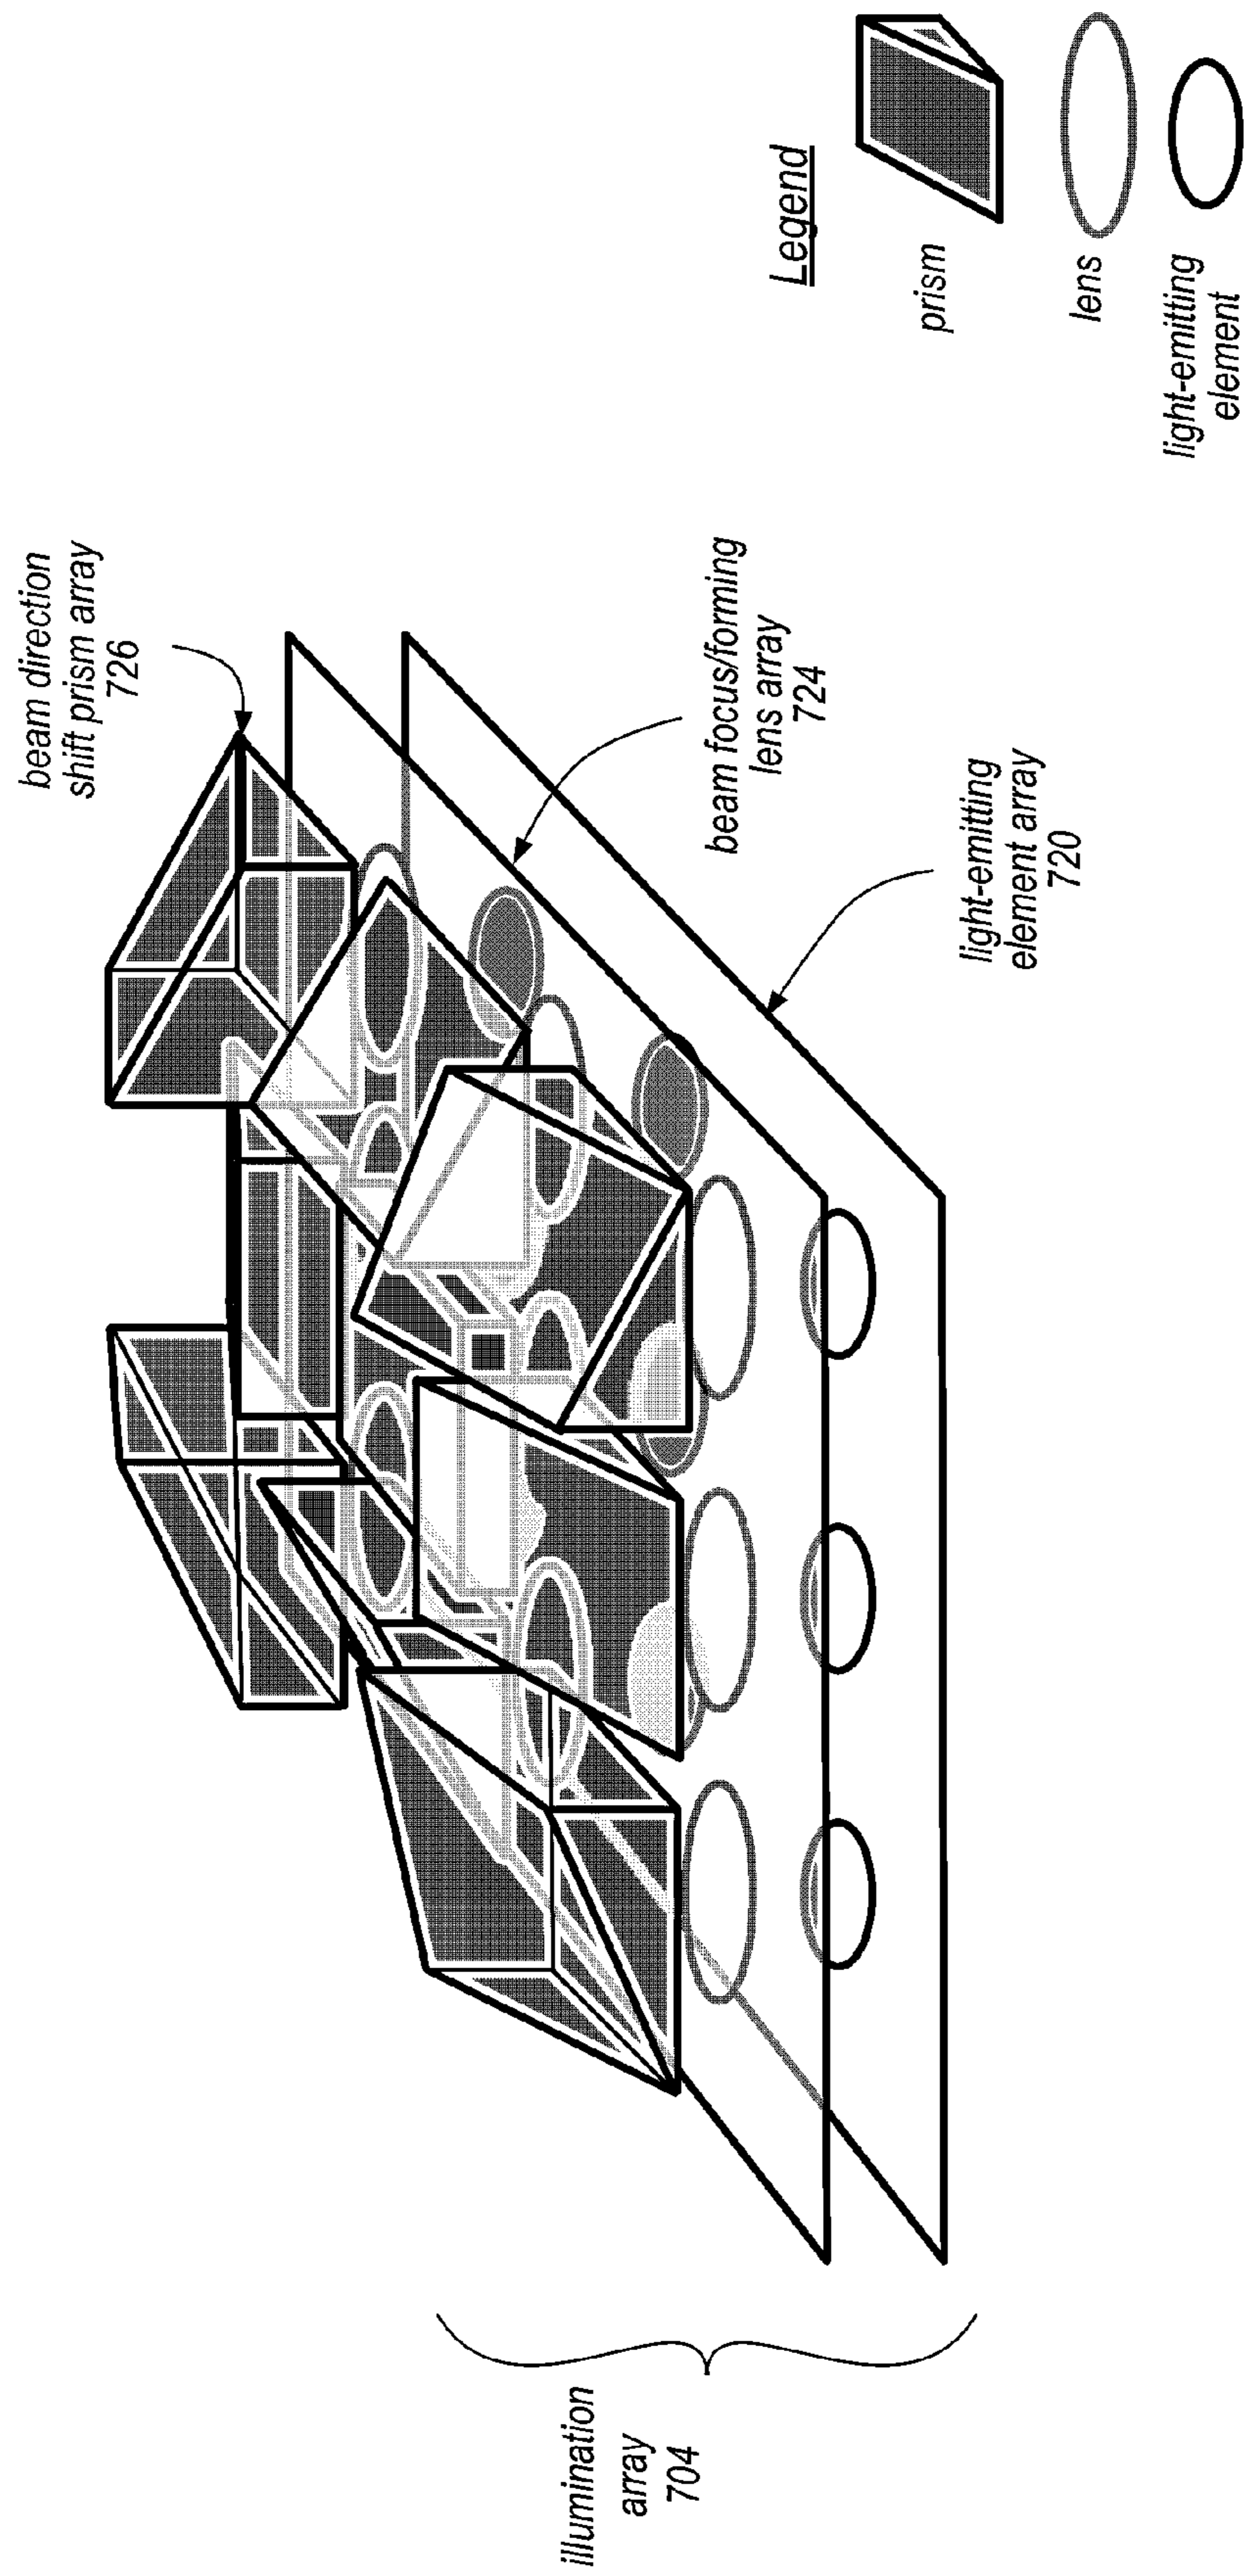 beam direction
shift prism array
726
beam focus/forming
lens array
724
light-emitting
element array
720
illumination
array
704
Legend
prism
lens
light-emitting
element